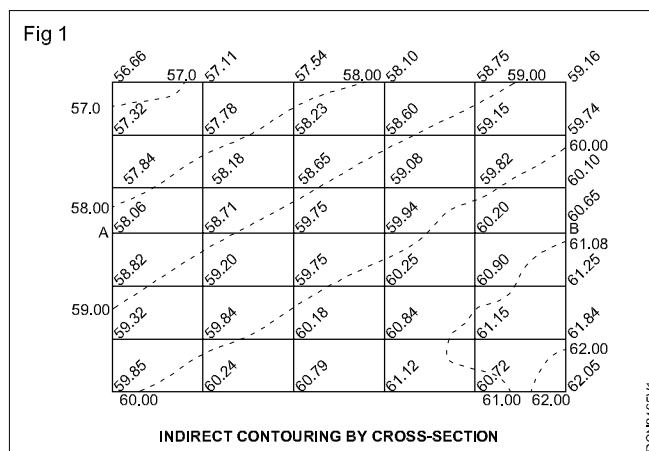 Fig 1
56.66 57.0 57.11 57.54 58.00 58.10 58.75 59.00 59.16
57.0 57.32 57.78 58.23 58.60 59.15 59.74
57.84 58.18 58.65 59.08 59.82 60.00 60.10
58.00 58.06 58.71 59.75 59.94 60.20 60.65
A B
58.82 59.20 59.75 60.25 60.90 61.08 61.25
59.00 59.32 59.84 60.18 60.84 61.15 61.84
59.85 60.24 60.79 61.12 60.72 62.00 62.05
60.00 61.00 62.00
INDIRECT CONTOURING BY CROSS-SECTION